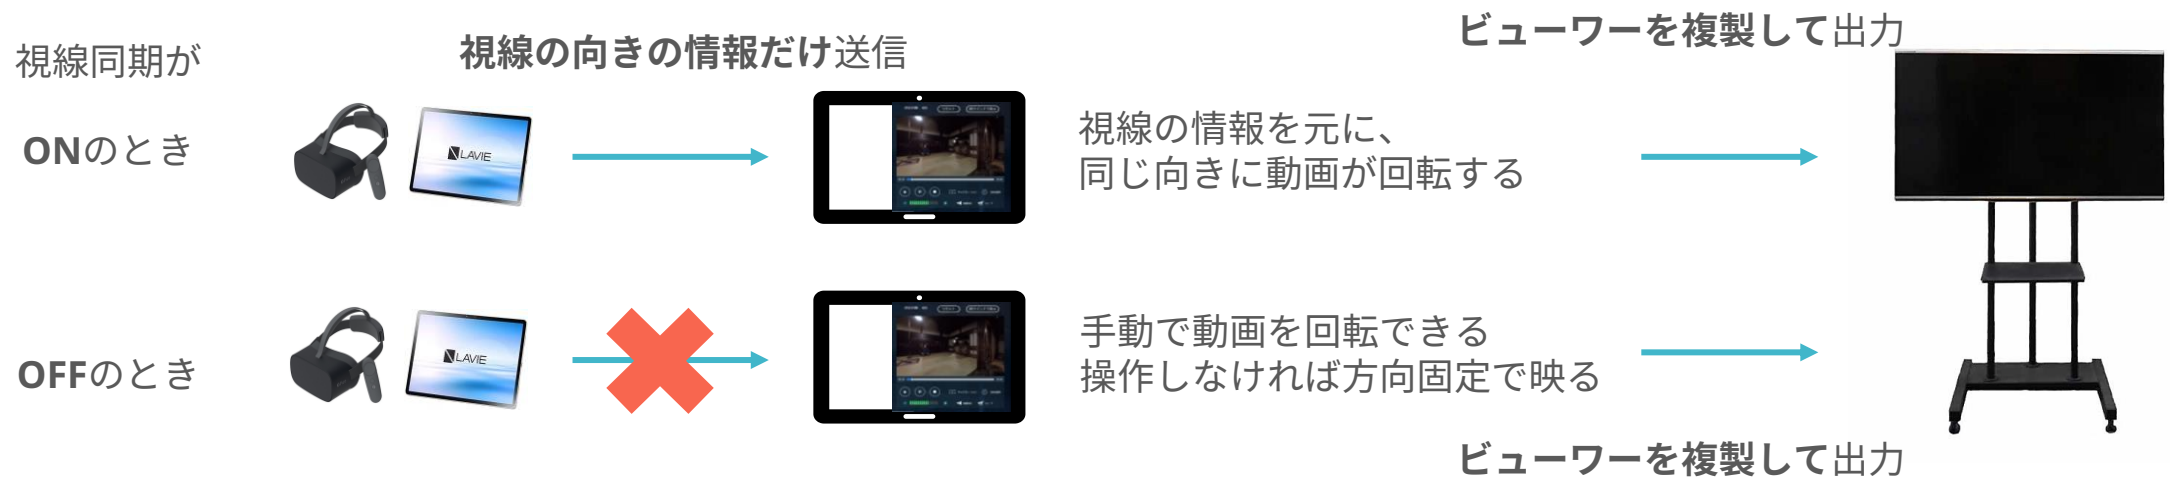 視線同期が
視線の向きの情報だけ送信
ビューワーを複製して出力
ONのとき
LAVIE
視線の情報を元に、
同じ向きに動画が回転する
OFFのとき
LAVIE
手動で動画を回転できる
操作しなければ方向固定で映る
ビューワーを複製して出力